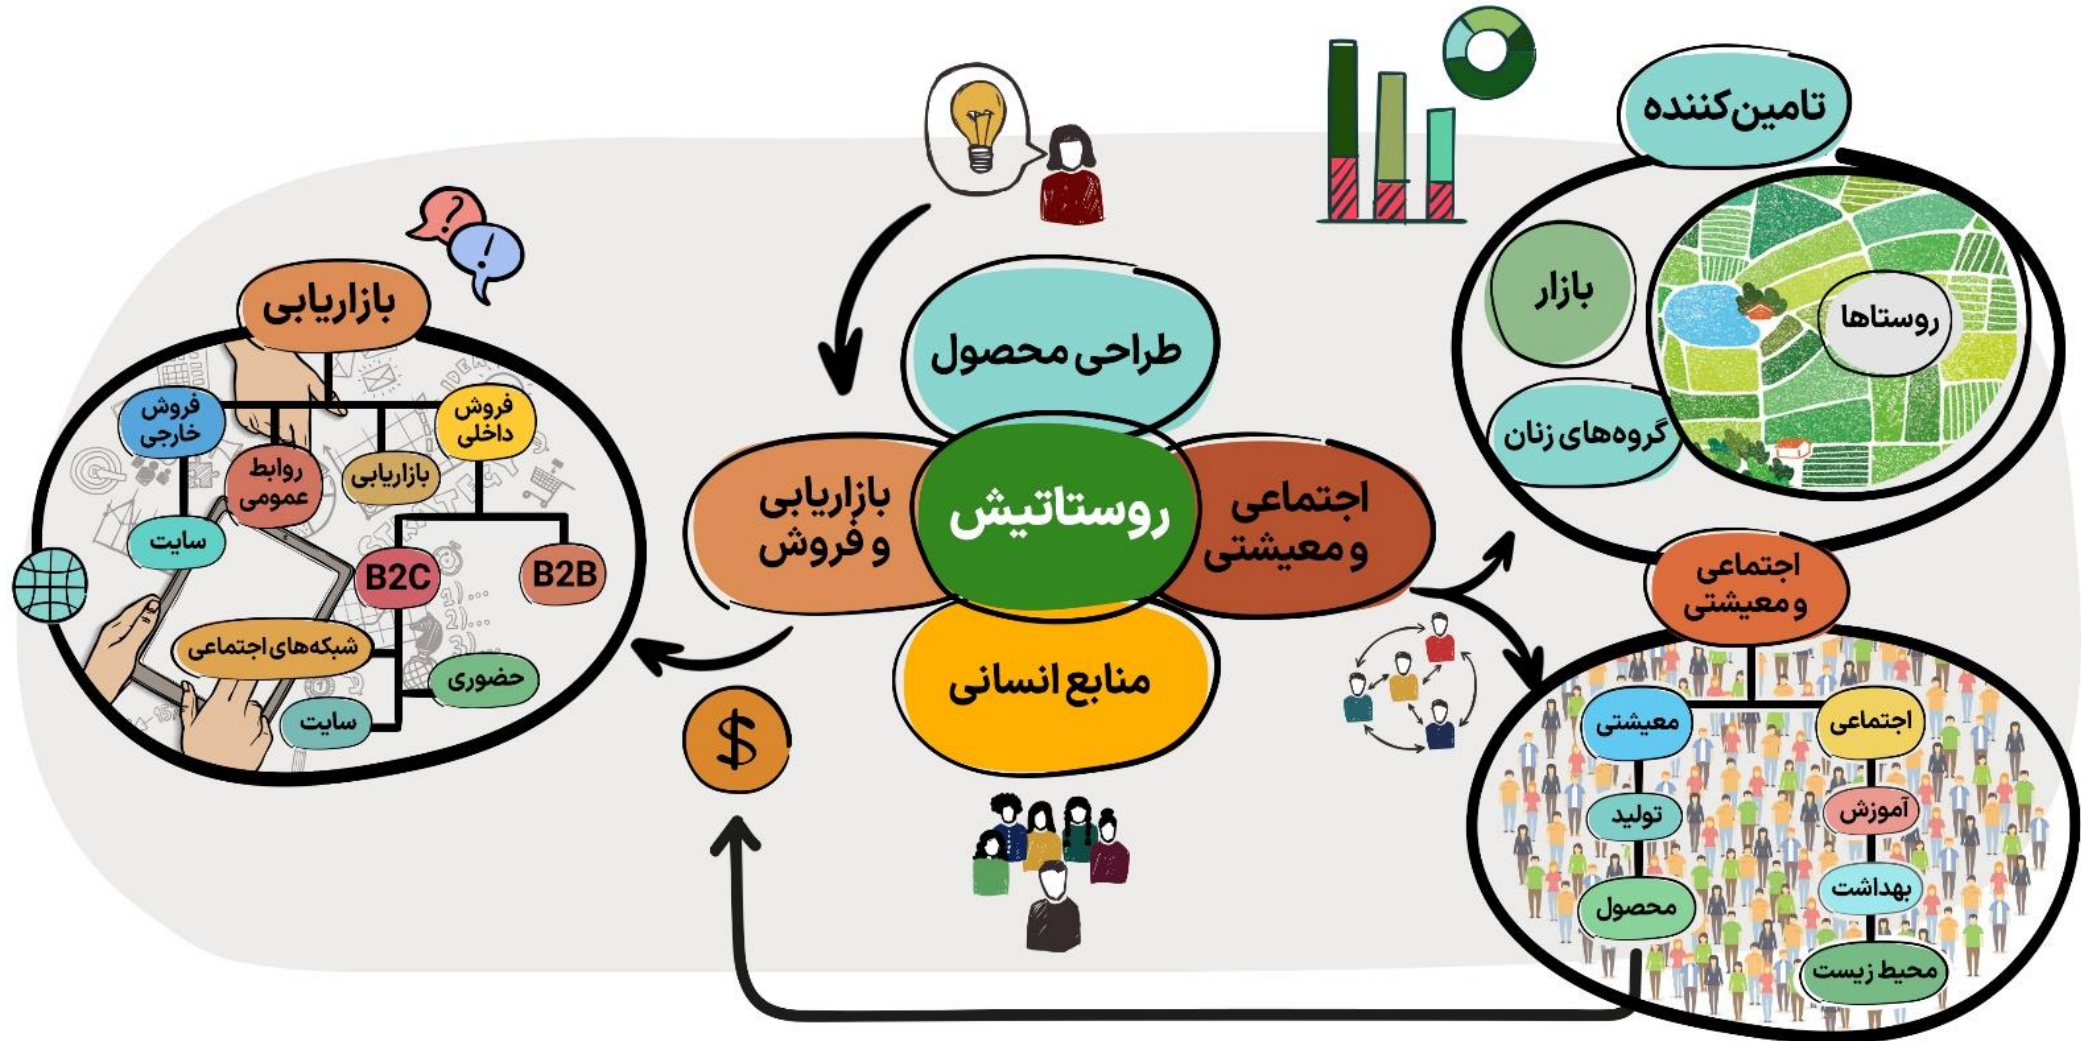 تامین‌کننده
بازار
روستاها
گروه‌های زنان
طراحی محصول
روستاتیش
اجتماعی
و معیشتی
بازاریابی
و فروش
منابع انسانی
اجتماعی
و معیشتی
اجتماعی
آموزش
بهداشت
محیط زیست
معیشتی
تولید
محصول
$
بازاریابی
فروش
داخلی
بازاریابی
روابط
عمومی
فروش
خارجی
سایت
B2B
B2C
شبکه‌های اجتماعی
حضوری
سایت
?
!